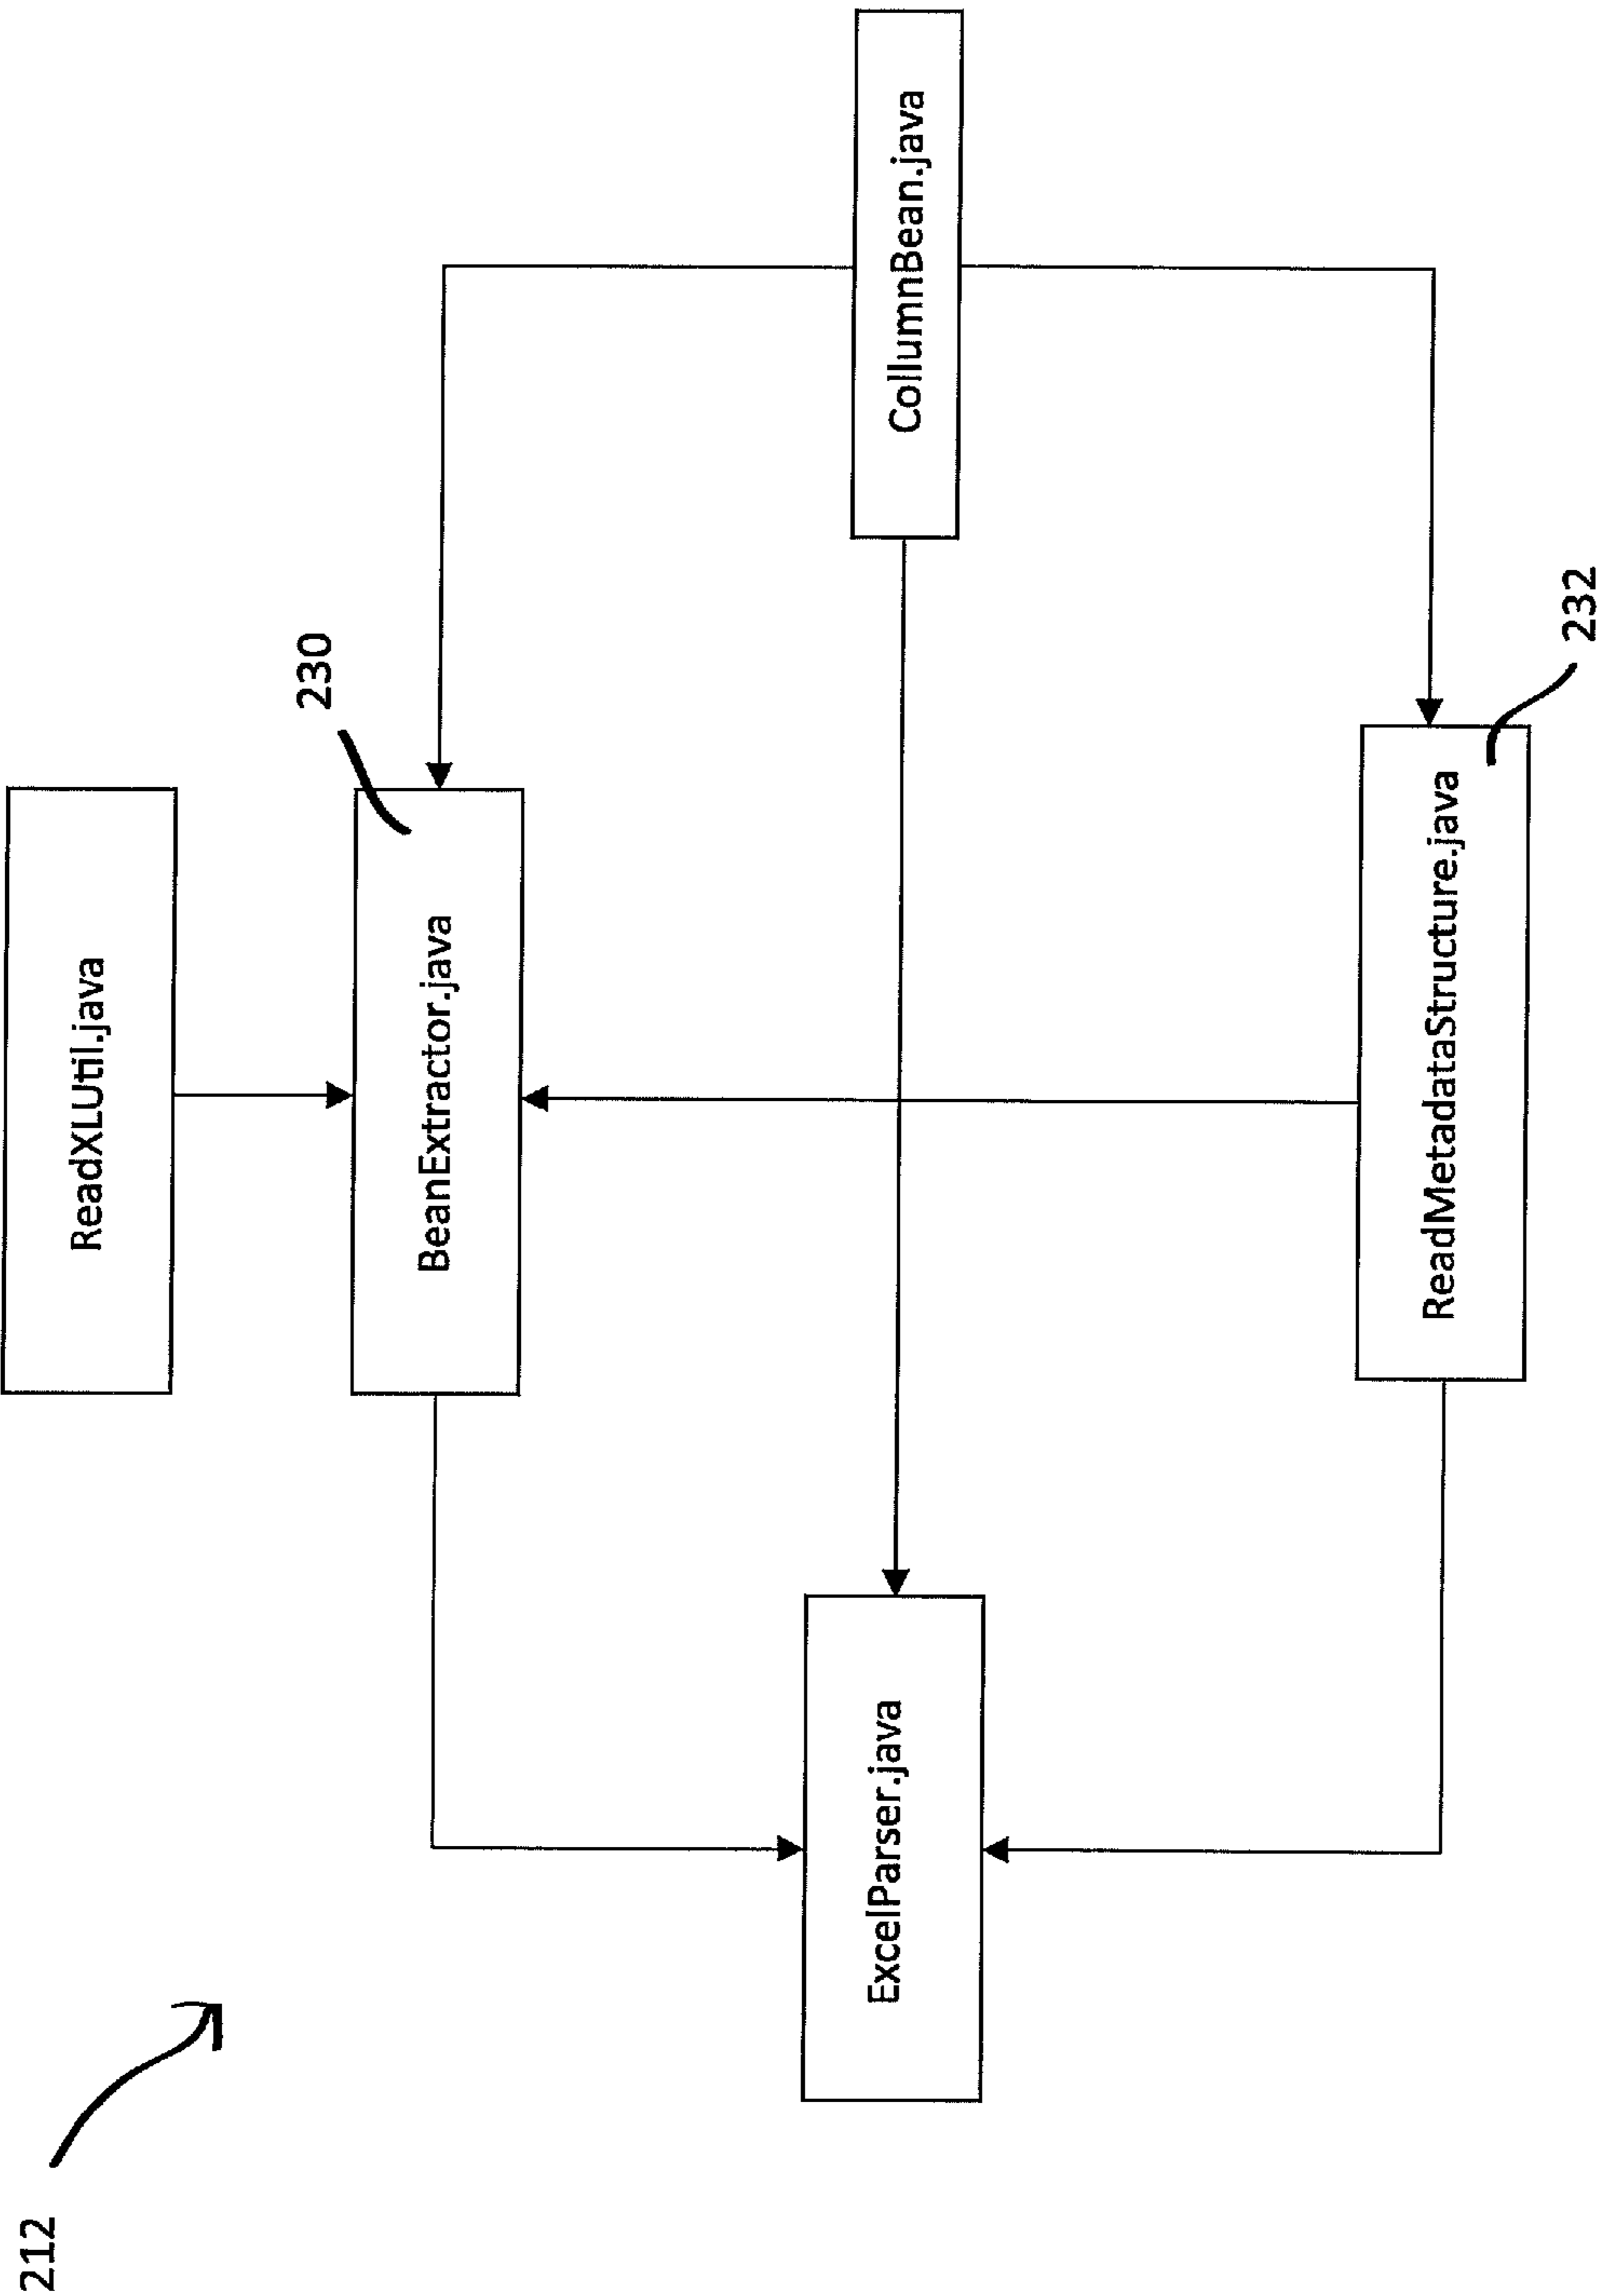 212
ReadXLUtil.java
230
BeanExtractor.java
ExcelParser.java
CollumnBean.java
ReadMetadataStructure.java
232